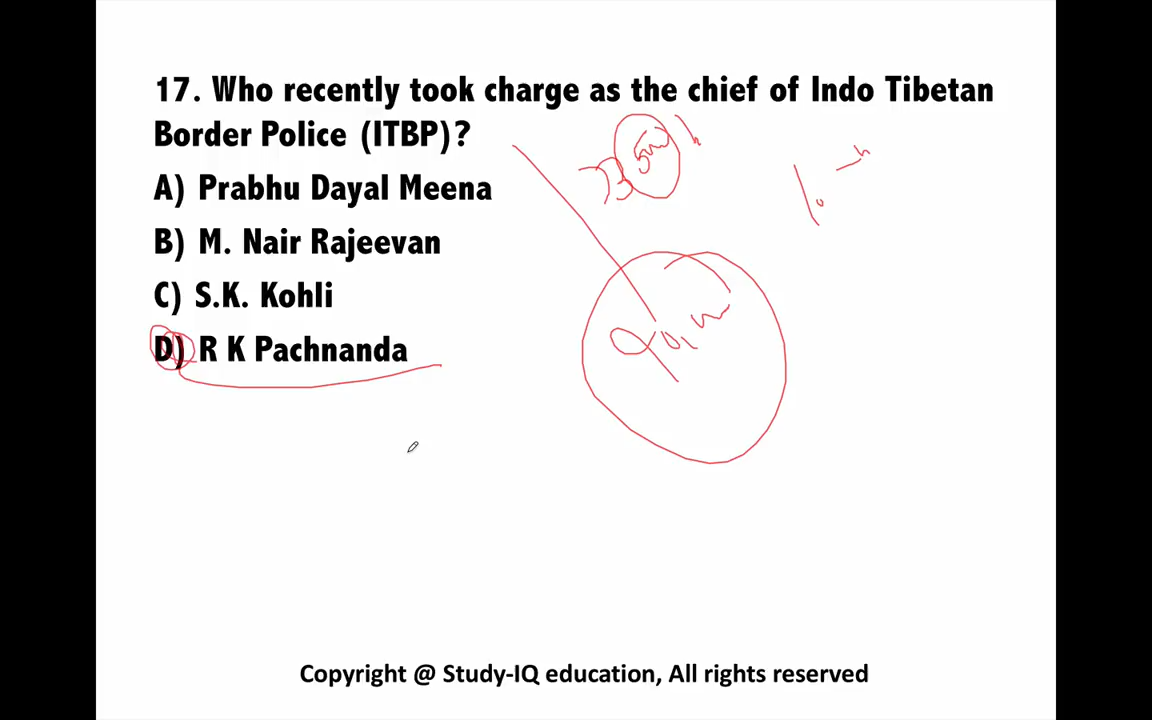 17. Who recently took charge as the chief of Indo Tibetan
Border Police (ITBP)?
A) Prabhu Dayal Meena
B) M. Nair Rajeevan
C) S.K. Kohli
D) R K Pachnanda
Copyright @ Study-IQ education, All rights reserved